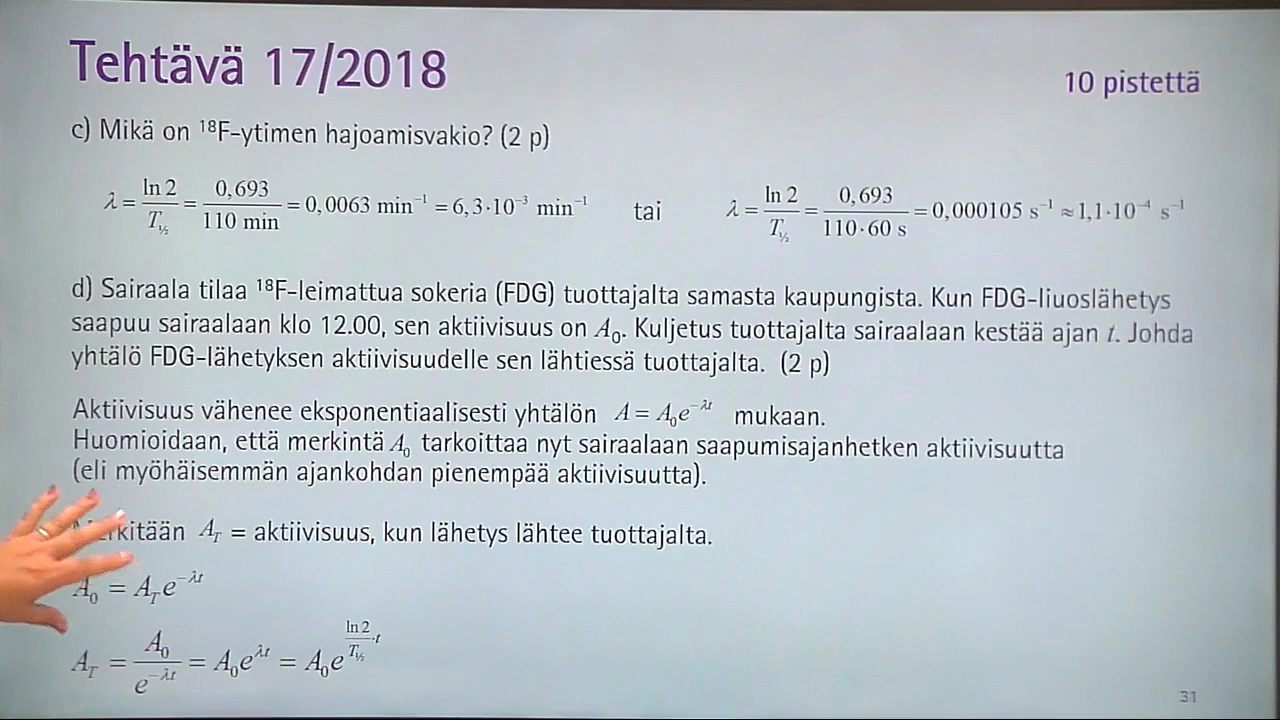 Tehtävä 17/2018
10 pistettä
c) Mikä on ¹⁸F-ytimen hajoamisvakio? (2 p)
λ = ln 2 / T½ = 0,693 / 110 min = 0,0063 min⁻¹ = 6,3·10⁻³ min⁻¹ tai λ = ln 2 / T½ = 0,693 / 110·60 s = 0,000105 s⁻¹ ≈ 1,1·10⁻⁴ s⁻¹
d) Sairaala tilaa ¹⁸F-leimattua sokeria (FDG) tuottajalta samasta kaupungista. Kun FDG-liuoslähetys
saapuu sairaalaan klo 12.00, sen aktiivisuus on A₀. Kuljetus tuottajalta sairaalaan kestää ajan t. Johda
yhtälö FDG-lähetyksen aktiivisuudelle sen lähtiessä tuottajalta. (2 p)
Aktiivisuus vähenee eksponentiaalisesti yhtälön A = A₀e^(−λt) mukaan.
Huomioidaan, että merkintä A₀ tarkoittaa nyt sairaalaan saapumisajanhetken aktiivisuutta
(eli myöhäisemmän ajankohdan pienempää aktiivisuutta).
A_T = aktiivisuus, kun lähetys lähtee tuottajalta.
A₀ = A_T e^(−λt)
A_T = A₀ / e^(−λt) = A₀e^(λt) = A₀e^(ln 2 / T½ · t)
31